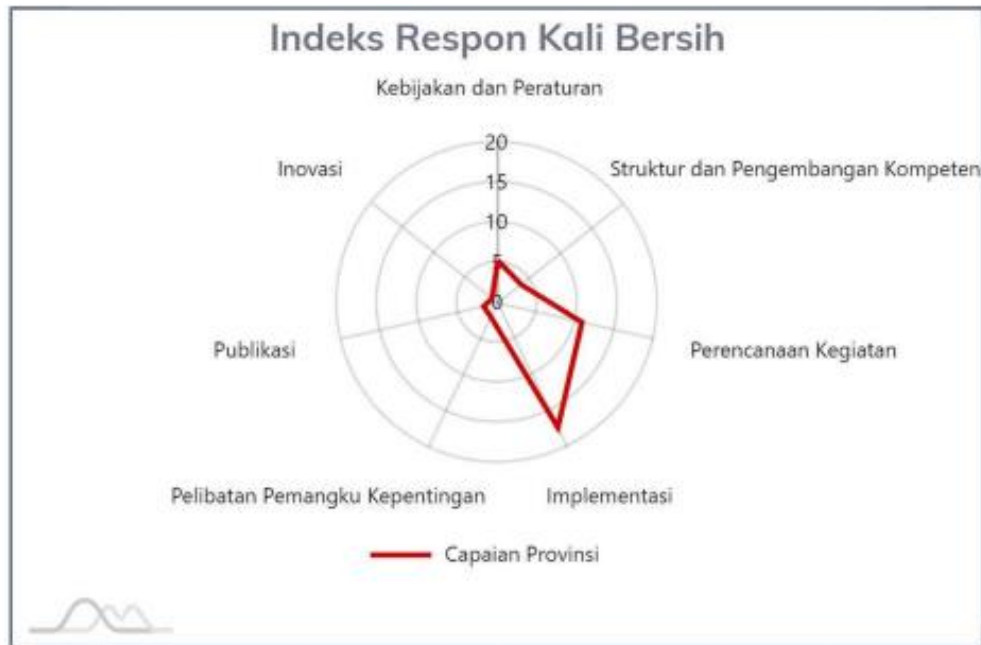 Indeks Respon Kali Bersih
Kebijakan dan Peraturan
20
Inovasi
Struktur dan Pengembangan Kompeten
15
10
5
0
Publikasi
Perencanaan Kegiatan
Pelibatan Pemangku Kepentingan
Implementasi
Capaian Provinsi